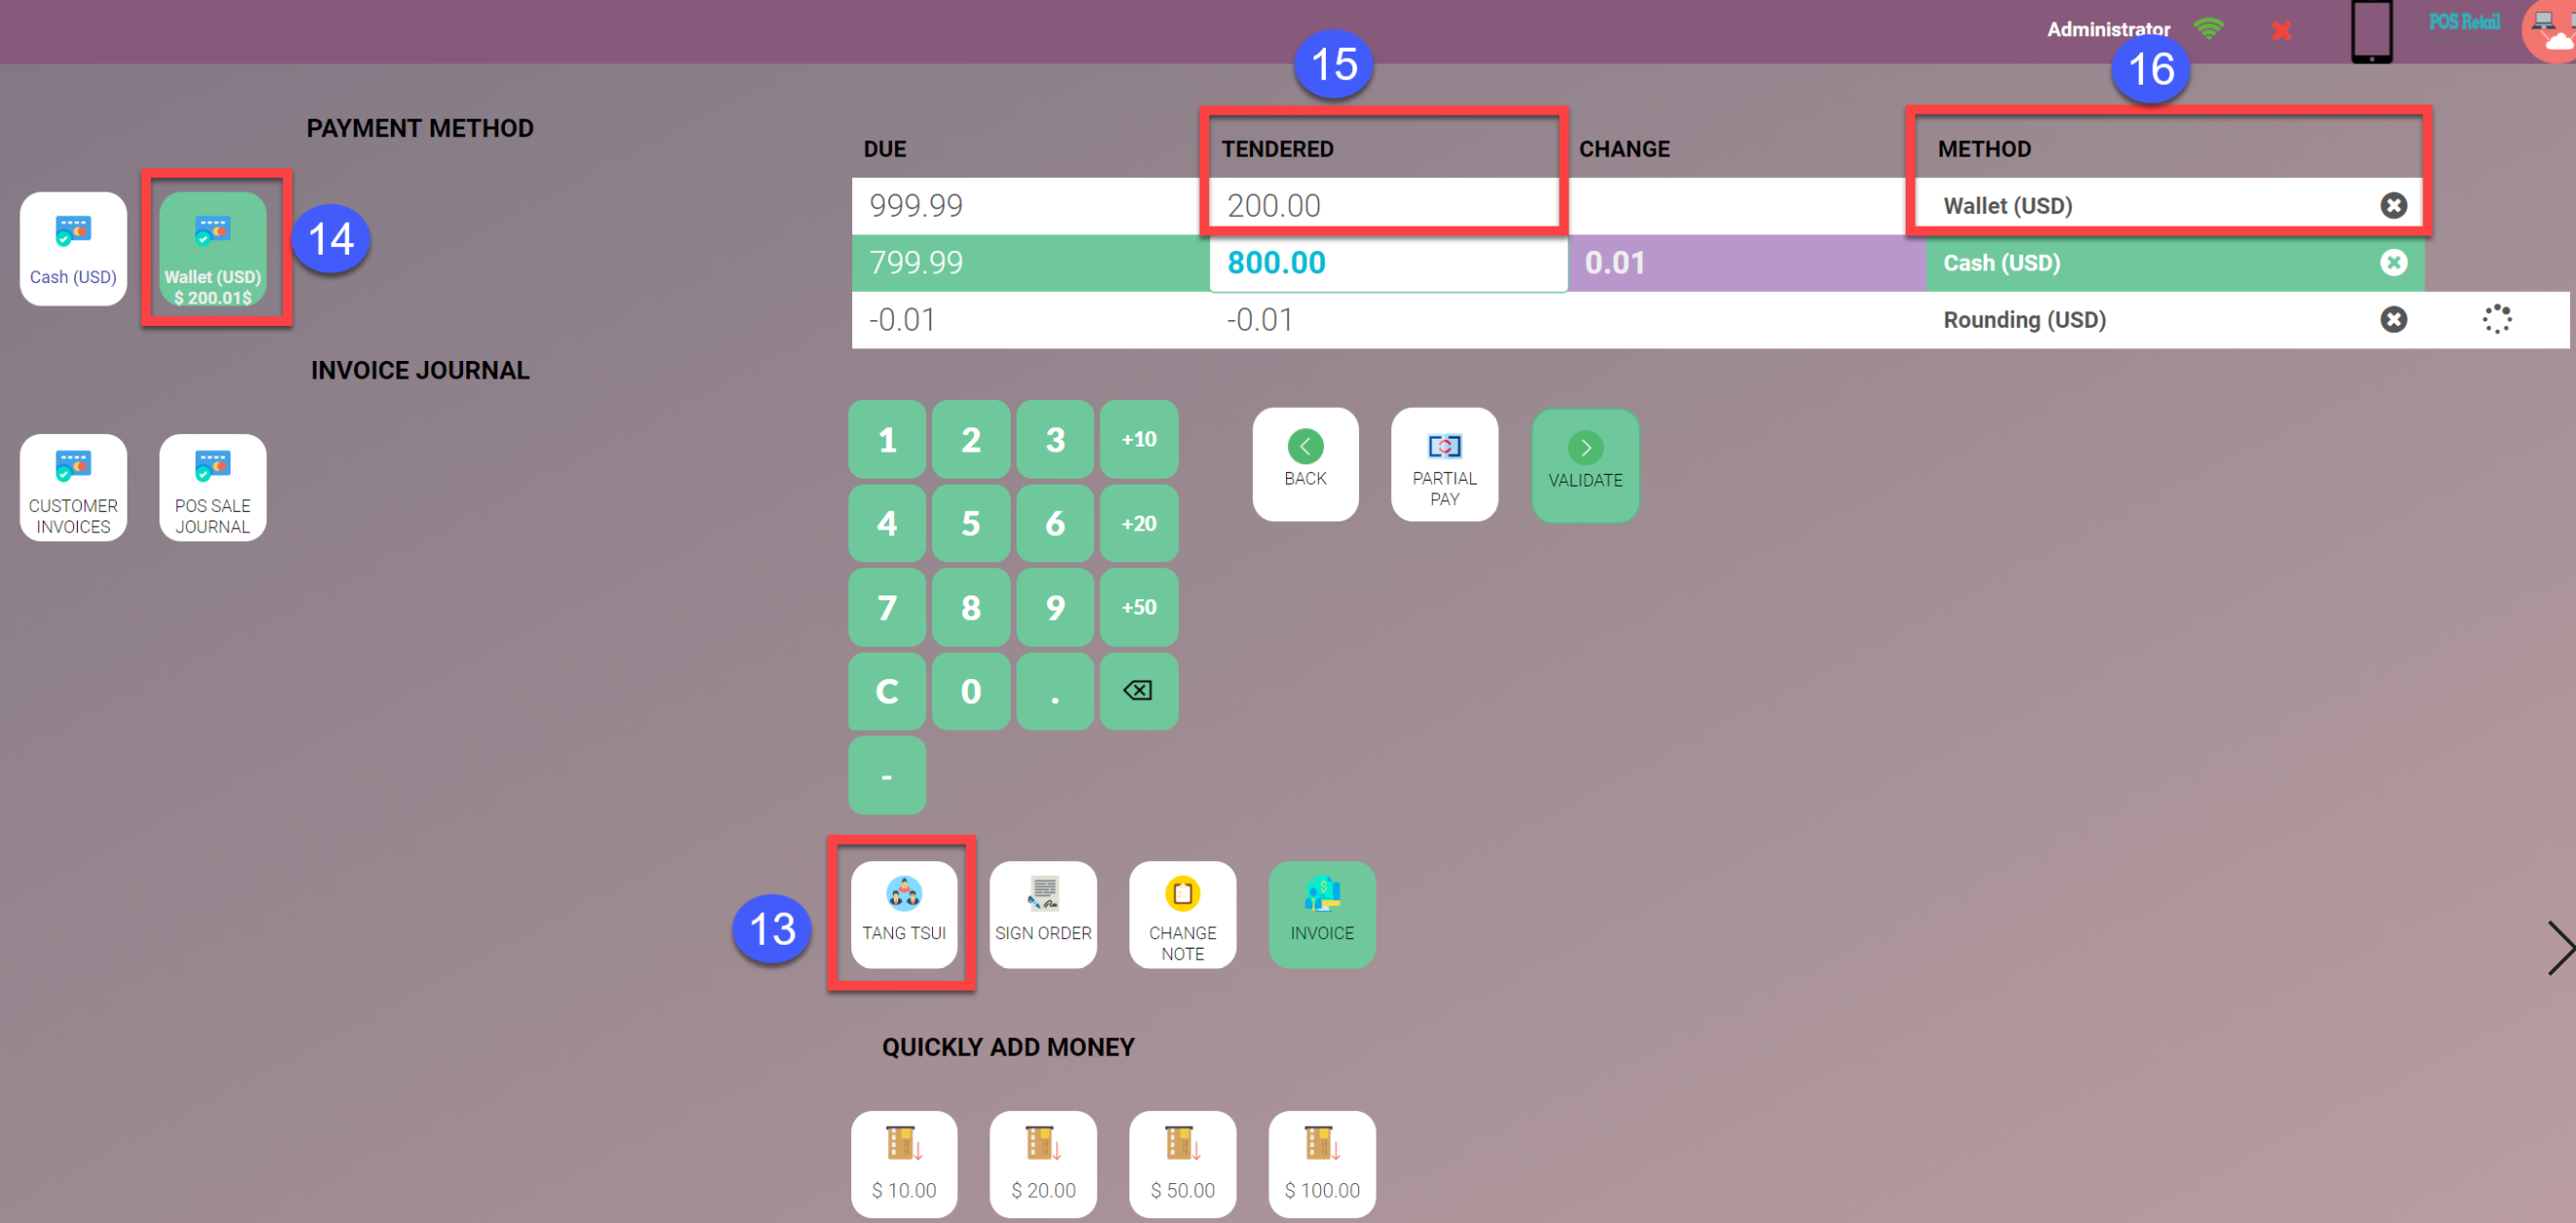 Administrator
POS Retail
15
16
PAYMENT METHOD
DUE TENDERED CHANGE METHOD
999.99 200.00 Wallet (USD)
799.99 800.00 0.01 Cash (USD)
-0.01 -0.01 Rounding (USD)
Cash (USD)
Wallet (USD)
$ 200.01$
14
INVOICE JOURNAL
CUSTOMER
INVOICES
POS SALE
JOURNAL
1 2 3 +10
4 5 6 +20
7 8 9 +50
C 0 .
-
BACK
PARTIAL
PAY
VALIDATE
13
TANG TSUI
SIGN ORDER
CHANGE
NOTE
INVOICE
QUICKLY ADD MONEY
$ 10.00
$ 20.00
$ 50.00
$ 100.00